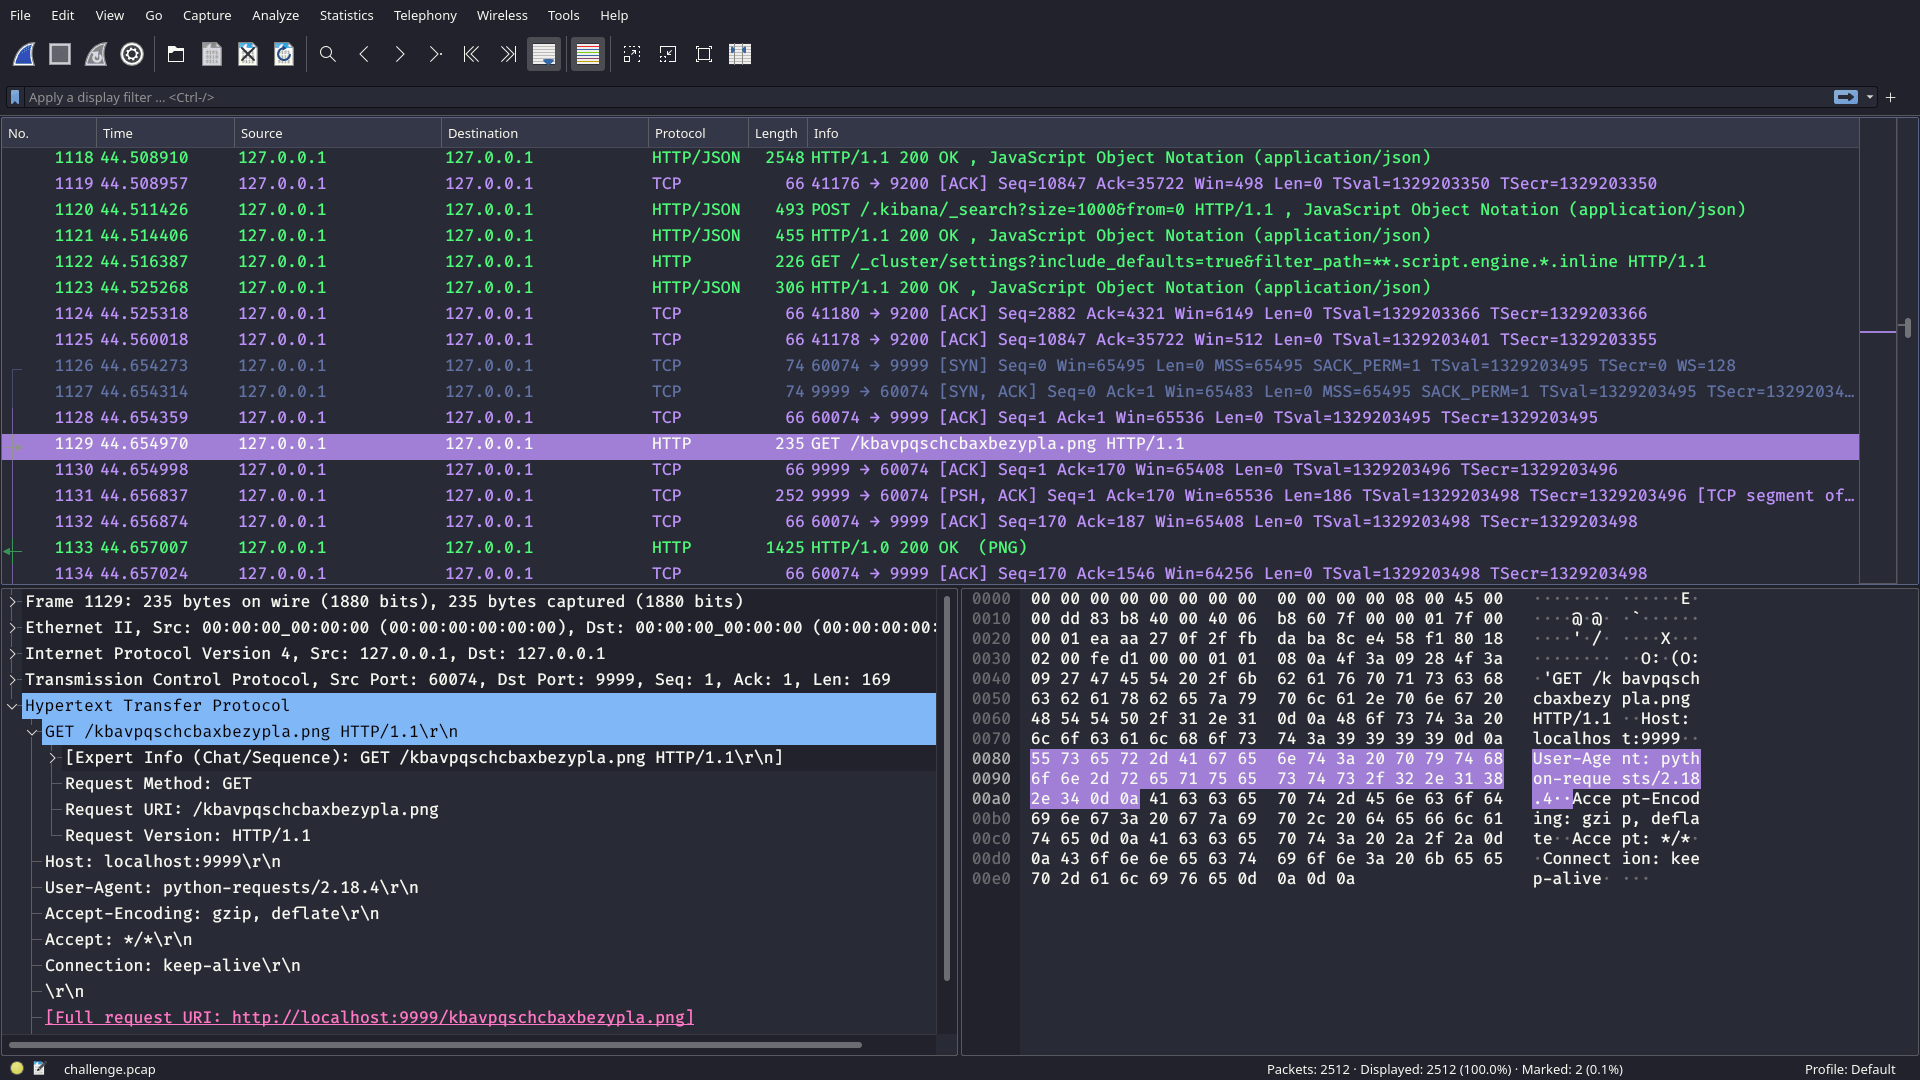 File Edit View Go Capture Analyze Statistics Telephony Wireless Tools Help
Apply a display filter ... <Ctrl-/>
No. Time Source Destination Protocol Length Info
1118 44.508910 127.0.0.1 127.0.0.1 HTTP/JSON 2548 HTTP/1.1 200 OK , JavaScript Object Notation (application/json)
1119 44.508957 127.0.0.1 127.0.0.1 TCP 66 41176 → 9200 [ACK] Seq=10847 Ack=35722 Win=498 Len=0 TSval=1329203350 TSecr=1329203350
1120 44.511426 127.0.0.1 127.0.0.1 HTTP/JSON 493 POST /.kibana/_search?size=1000&from=0 HTTP/1.1 , JavaScript Object Notation (application/json)
1121 44.514406 127.0.0.1 127.0.0.1 HTTP/JSON 455 HTTP/1.1 200 OK , JavaScript Object Notation (application/json)
1122 44.516387 127.0.0.1 127.0.0.1 HTTP 226 GET /_cluster/settings?include_defaults=true&filter_path=**.script.engine.*.inline HTTP/1.1
1123 44.525268 127.0.0.1 127.0.0.1 HTTP/JSON 306 HTTP/1.1 200 OK , JavaScript Object Notation (application/json)
1124 44.525318 127.0.0.1 127.0.0.1 TCP 66 41180 → 9200 [ACK] Seq=2882 Ack=4321 Win=6149 Len=0 TSval=1329203366 TSecr=1329203366
1125 44.560018 127.0.0.1 127.0.0.1 TCP 66 41178 → 9200 [ACK] Seq=10847 Ack=35722 Win=512 Len=0 TSval=1329203401 TSecr=1329203355
1126 44.654273 127.0.0.1 127.0.0.1 TCP 74 60074 → 9999 [SYN] Seq=0 Win=65495 Len=0 MSS=65495 SACK_PERM=1 TSval=1329203495 TSecr=0 WS=128
1127 44.654314 127.0.0.1 127.0.0.1 TCP 74 9999 → 60074 [SYN, ACK] Seq=0 Ack=1 Win=65483 Len=0 MSS=65495 SACK_PERM=1 TSval=1329203495 TSecr=13292034…
1128 44.654359 127.0.0.1 127.0.0.1 TCP 66 60074 → 9999 [ACK] Seq=1 Ack=1 Win=65536 Len=0 TSval=1329203495 TSecr=1329203495
1129 44.654970 127.0.0.1 127.0.0.1 HTTP 235 GET /kbavpqschcbaxbezypla.png HTTP/1.1
1130 44.654998 127.0.0.1 127.0.0.1 TCP 66 9999 → 60074 [ACK] Seq=1 Ack=170 Win=65408 Len=0 TSval=1329203496 TSecr=1329203496
1131 44.656837 127.0.0.1 127.0.0.1 TCP 252 9999 → 60074 [PSH, ACK] Seq=1 Ack=170 Win=65536 Len=186 TSval=1329203498 TSecr=1329203496 [TCP segment of…
1132 44.656874 127.0.0.1 127.0.0.1 TCP 66 60074 → 9999 [ACK] Seq=170 Ack=187 Win=65408 Len=0 TSval=1329203498 TSecr=1329203498
1133 44.657007 127.0.0.1 127.0.0.1 HTTP 1425 HTTP/1.0 200 OK  (PNG)
1134 44.657024 127.0.0.1 127.0.0.1 TCP 66 60074 → 9999 [ACK] Seq=170 Ack=1546 Win=64256 Len=0 TSval=1329203498 TSecr=1329203498
Frame 1129: 235 bytes on wire (1880 bits), 235 bytes captured (1880 bits)
Ethernet II, Src: 00:00:00_00:00:00 (00:00:00:00:00:00), Dst: 00:00:00_00:00:00 (00:00:00:00:
Internet Protocol Version 4, Src: 127.0.0.1, Dst: 127.0.0.1
Transmission Control Protocol, Src Port: 60074, Dst Port: 9999, Seq: 1, Ack: 1, Len: 169
Hypertext Transfer Protocol
GET /kbavpqschcbaxbezypla.png HTTP/1.1\r\n
[Expert Info (Chat/Sequence): GET /kbavpqschcbaxbezypla.png HTTP/1.1\r\n]
Request Method: GET
Request URI: /kbavpqschcbaxbezypla.png
Request Version: HTTP/1.1
Host: localhost:9999\r\n
User-Agent: python-requests/2.18.4\r\n
Accept-Encoding: gzip, deflate\r\n
Accept: */*\r\n
Connection: keep-alive\r\n
\r\n
[Full request URI: http://localhost:9999/kbavpqschcbaxbezypla.png]
0000 00 00 00 00 00 00 00 00 00 00 00 00 08 00 45 00 ········ ······E·
0010 00 dd 83 b8 40 00 40 06 b8 60 7f 00 00 01 7f 00 ····@·@· ·`······
0020 00 01 ea aa 27 0f 2f fb da ba 8c e4 58 f1 80 18 ····'·/· ····X···
0030 02 00 fe d1 00 00 01 01 08 0a 4f 3a 09 28 4f 3a ········ ··O:·(O:
0040 09 27 47 45 54 20 2f 6b 62 61 76 70 71 73 63 68 ·'GET /k bavpqsch
0050 63 62 61 78 62 65 7a 79 70 6c 61 2e 70 6e 67 20 cbaxbezy pla.png
0060 48 54 54 50 2f 31 2e 31 0d 0a 48 6f 73 74 3a 20 HTTP/1.1 ··Host:
0070 6c 6f 63 61 6c 68 6f 73 74 3a 39 39 39 39 0d 0a localhos t:9999··
0080 55 73 65 72 2d 41 67 65 6e 74 3a 20 70 79 74 68 User-Age nt: pyth
0090 6f 6e 2d 72 65 71 75 65 73 74 73 2f 32 2e 31 38 on-reque sts/2.18
00a0 2e 34 0d 0a 41 63 63 65 70 74 2d 45 6e 63 6f 64 .4··Acce pt-Encod
00b0 69 6e 67 3a 20 67 7a 69 70 2c 20 64 65 66 6c 61 ing: gzi p, defla
00c0 74 65 0d 0a 41 63 63 65 70 74 3a 20 2a 2f 2a 0d te··Acce pt: */*·
00d0 0a 43 6f 6e 6e 65 63 74 69 6f 6e 3a 20 6b 65 65 ·Connect ion: kee
00e0 70 2d 61 6c 69 76 65 0d 0a 0d 0a p-alive· ···
challenge.pcap Packets: 2512 · Displayed: 2512 (100.0%) · Marked: 2 (0.1%) Profile: Default